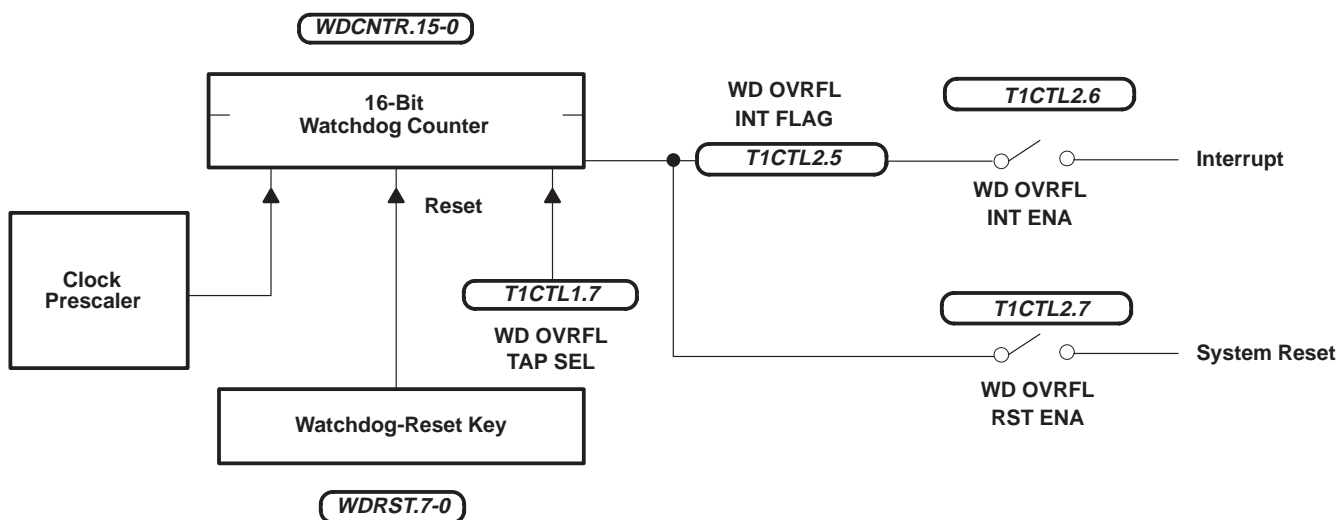 WDCNTR.15-0
16-Bit
Watchdog Counter
WD OVRFL
INT FLAG
T1CTL2.5
T1CTL2.6
Interrupt
WD OVRFL
INT ENA
Reset
Clock
Prescaler
T1CTL1.7
WD OVRFL
TAP SEL
T1CTL2.7
System Reset
WD OVRFL
RST ENA
Watchdog-Reset Key
WDRST.7-0